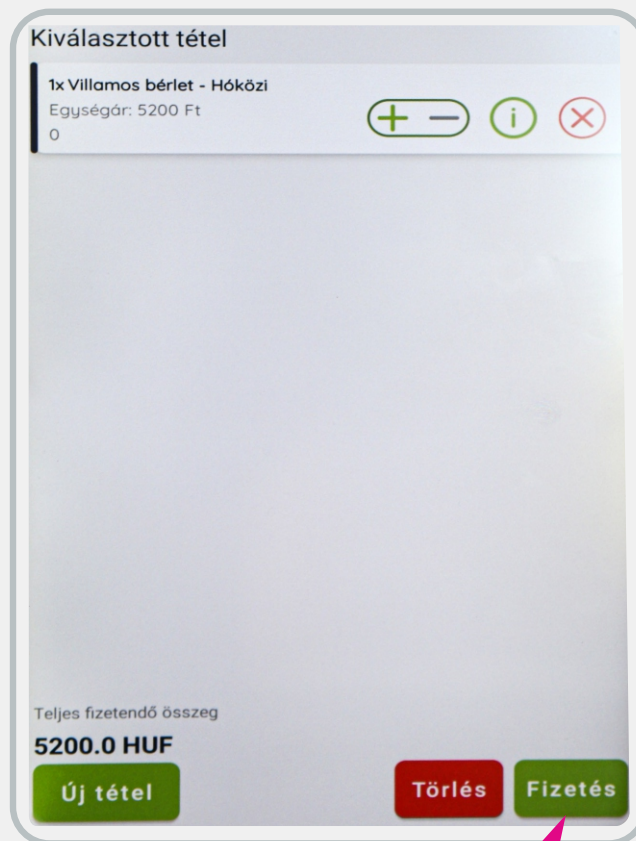 Kiválasztott tétel
1x Villamos bérlet - Hóközi
Egységár: 5200 Ft
0
Teljes fizetendő összeg
5200.0 HUF
Új tétel
Törlés
Fizetés